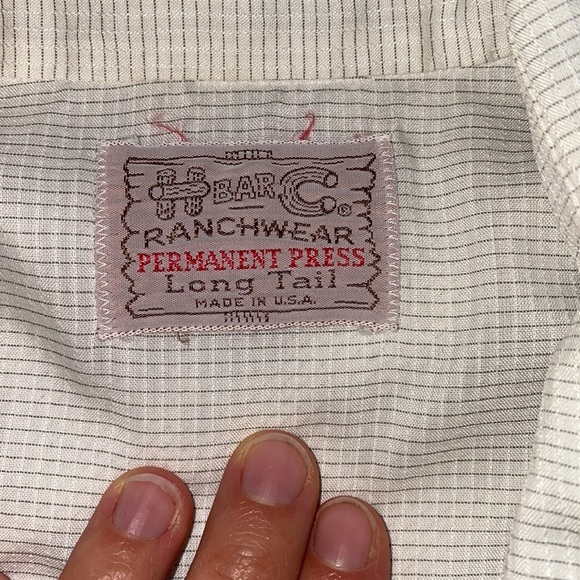 H BAR C®
RANCHWEAR
PERMANENT PRESS
Long Tail
MADE IN U.S.A.